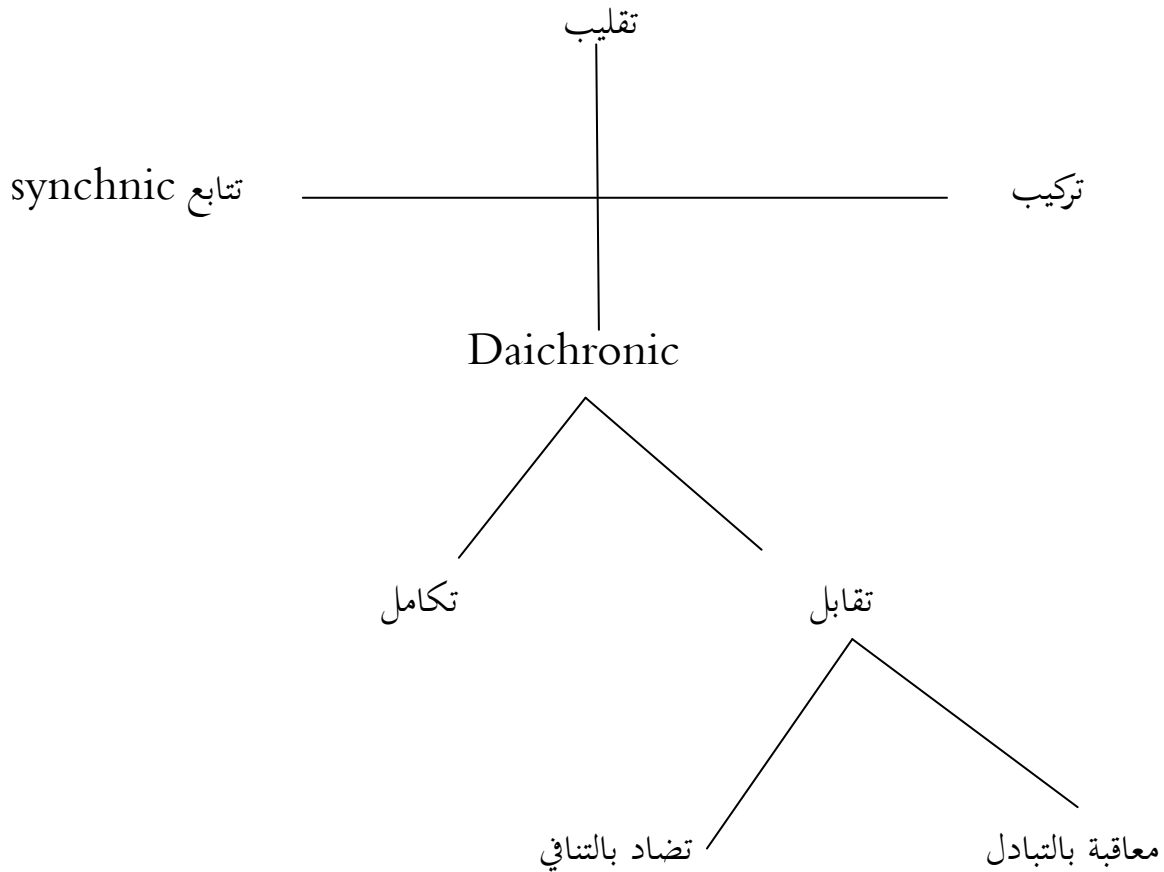 تقليب
تركيب
تتابع synchnic
Daichronic
تقابل
تكامل
معاقبة بالتبادل
تضاد بالتنافي